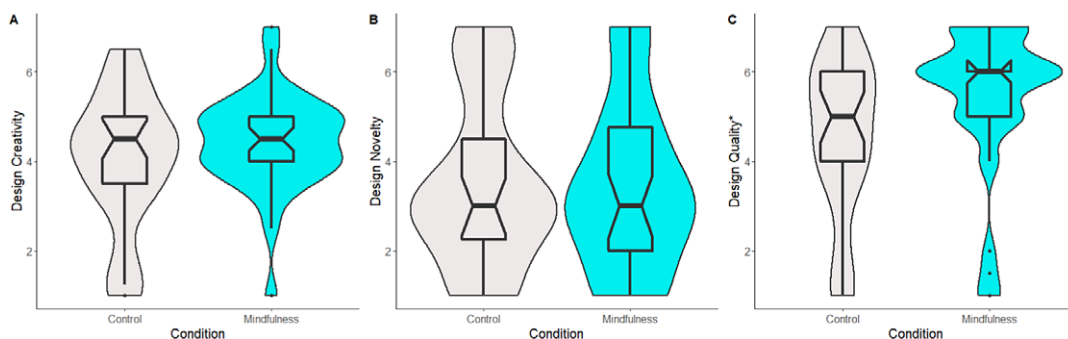 A
Design Creativity
6
4
2
Control
Mindfulness
Condition
B
Design Novelty
6
4
2
Control
Mindfulness
Condition
C
Design Quality*
6
4
2
Control
Mindfulness
Condition